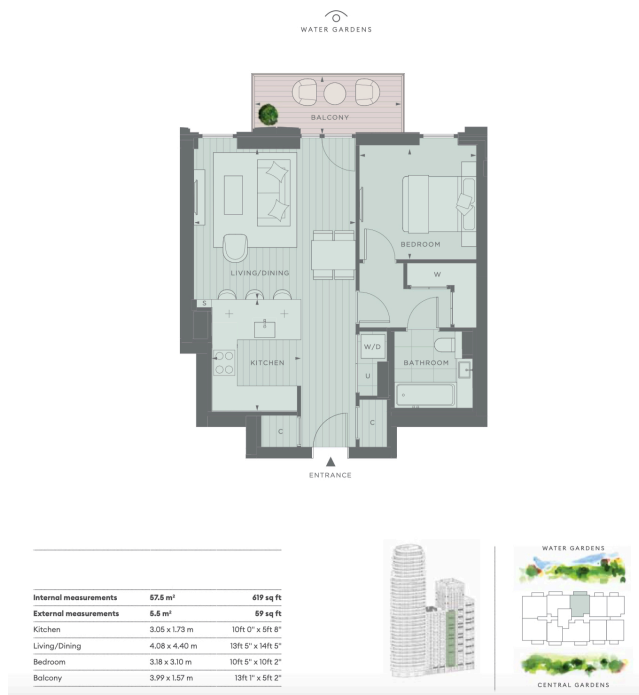 WATER GARDENS
BALCONY
BEDROOM
LIVING/DINING
W
S
W/D
KITCHEN
BATHROOM
U
C
C
ENTRANCE
Internal measurements 57.5 m² 619 sq ft
External measurements 5.5 m² 59 sq ft
Kitchen 3.05 x 1.73 m 10ft 0" x 5ft 8"
Living/Dining 4.08 x 4.40 m 13ft 5" x 14ft 5"
Bedroom 3.18 x 3.10 m 10ft 5" x 10ft 2"
Balcony 3.99 x 1.57 m 13ft 1" x 5ft 2"
WATER GARDENS
CENTRAL GARDENS